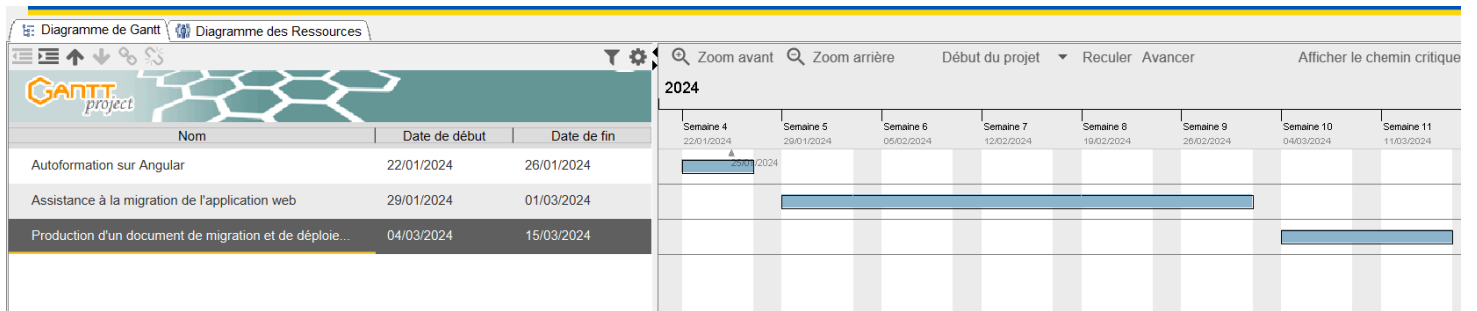 Diagramme de Gantt Diagramme des Ressources
Zoom avant Zoom arrière Début du projet Reculer Avancer Afficher le chemin critique
GANTT
project
2024
Nom Date de début Date de fin
Semaine 4 Semaine 5 Semaine 6 Semaine 7 Semaine 8 Semaine 9 Semaine 10 Semaine 11
22/01/2024 29/01/2024 05/02/2024 12/02/2024 19/02/2024 26/02/2024 04/03/2024 11/03/2024
Autoformation sur Angular 22/01/2024 26/01/2024
25/01/2024
Assistance à la migration de l'application web 29/01/2024 01/03/2024
Production d'un document de migration et de déploie... 04/03/2024 15/03/2024